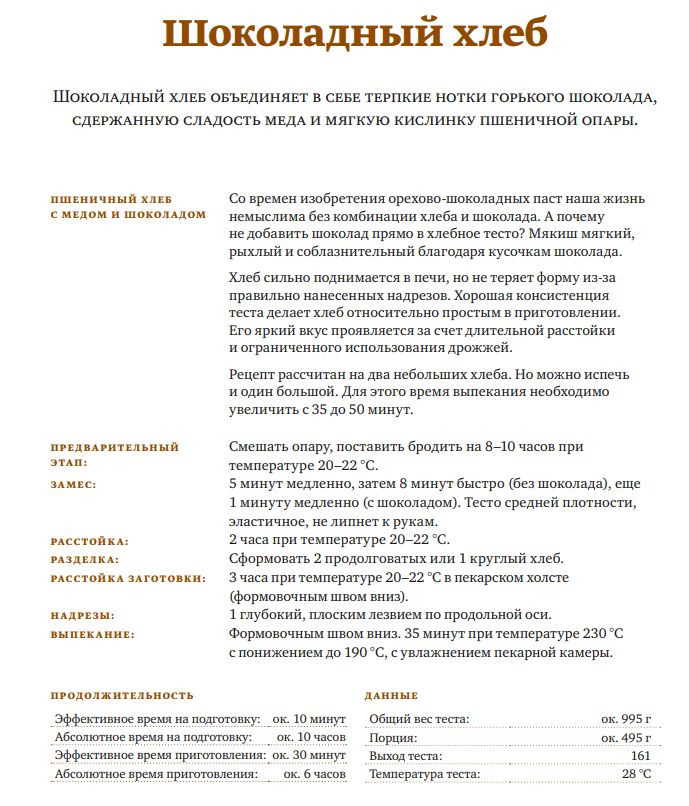 Шоколадный хлеб
Шоколадный хлеб объединяет в себе терпкие нотки горького шоколада,
сдержанную сладость меда и мягкую кислинку пшеничной опары.
пшеничный хлеб
с медом и шоколадом
Со времен изобретения орехово-шоколадных паст наша жизнь
немыслима без комбинации хлеба и шоколада. А почему
не добавить шоколад прямо в хлебное тесто? Мякиш мягкий,
рыхлый и соблазнительный благодаря кусочкам шоколада.
Хлеб сильно поднимается в печи, но не теряет форму из-за
правильно нанесенных надрезов. Хорошая консистенция
теста делает хлеб относительно простым в приготовлении.
Его яркий вкус проявляется за счет длительной расстойки
и ограниченного использования дрожжей.
Рецепт рассчитан на два небольших хлеба. Но можно испечь
и один большой. Для этого время выпекания необходимо
увеличить с 35 до 50 минут.
предварительный
этап:
Смешать опару, поставить бродить на 8–10 часов при
температуре 20–22 °C.
замес: 5 минут медленно, затем 8 минут быстро (без шоколада), еще
1 минуту медленно (с шоколадом). Тесто средней плотности,
эластичное, не липнет к рукам.
расстойка: 2 часа при температуре 20–22 °C.
разделка: Сформовать 2 продолговатых или 1 круглый хлеб.
расстойка заготовки: 3 часа при температуре 20–22 °C в пекарском холсте
(формовочным швом вниз).
надрезы: 1 глубокий, плоским лезвием по продольной оси.
выпекание: Формовочным швом вниз. 35 минут при температуре 230 °C
с понижением до 190 °C, с увлажнением пекарной камеры.
продолжительность
Эффективное время на подготовку: ок. 10 минут
Абсолютное время на подготовку: ок. 10 часов
Эффективное время приготовления: ок. 30 минут
Абсолютное время приготовления: ок. 6 часов
данные
Общий вес теста: ок. 995 г
Порция: ок. 495 г
Выход теста: 161
Температура теста: 28 °C